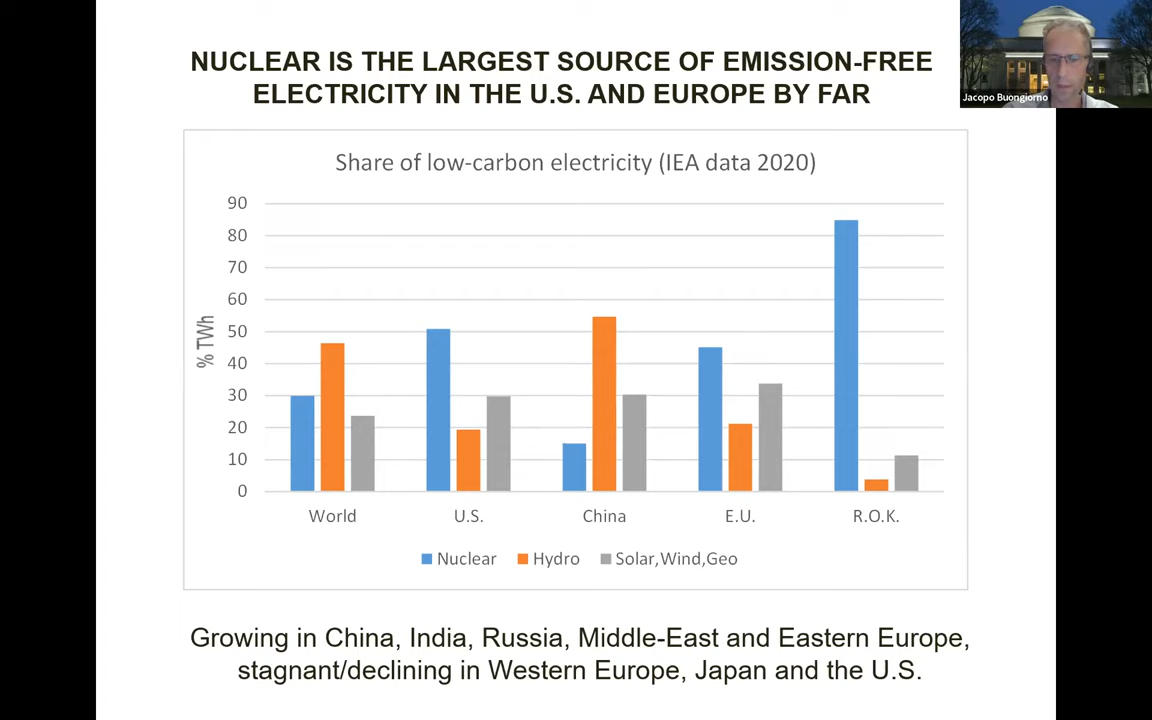 NUCLEAR IS THE LARGEST SOURCE OF EMISSION-FREE
ELECTRICITY IN THE U.S. AND EUROPE BY FAR
Jacopo Buongiorno
Share of low-carbon electricity (IEA data 2020)
% TWh
90
80
70
60
50
40
30
20
10
0
World U.S. China E.U. R.O.K.
Nuclear Hydro Solar,Wind,Geo
Growing in China, India, Russia, Middle-East and Eastern Europe,
stagnant/declining in Western Europe, Japan and the U.S.